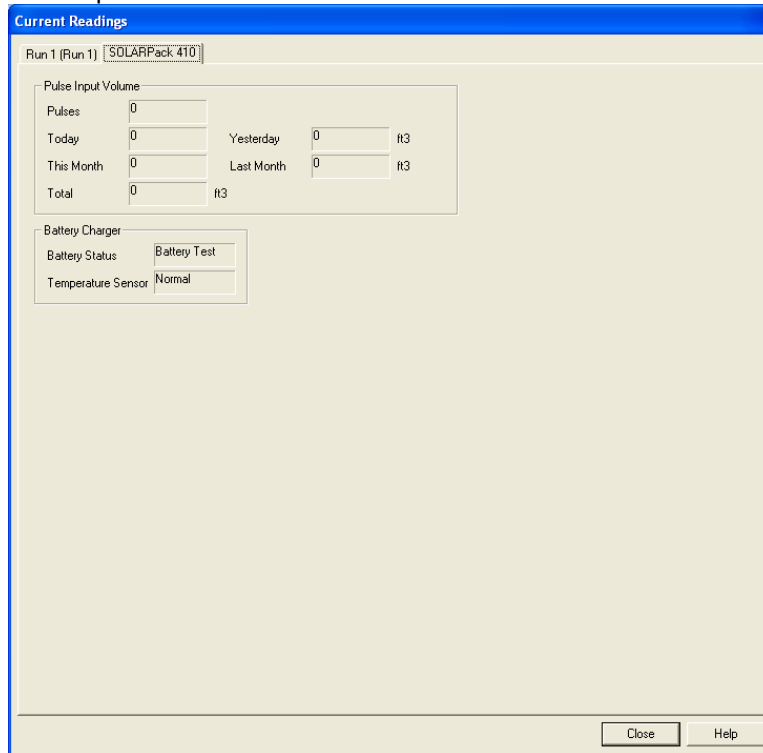 Current Readings
Run 1 (Run 1) SOLARPack 410
Pulse Input Volume
Pulses 0
Today 0 Yesterday 0 ft3
This Month 0 Last Month 0 ft3
Total 0 ft3
Battery Charger
Battery Status Battery Test
Temperature Sensor Normal
Close Help